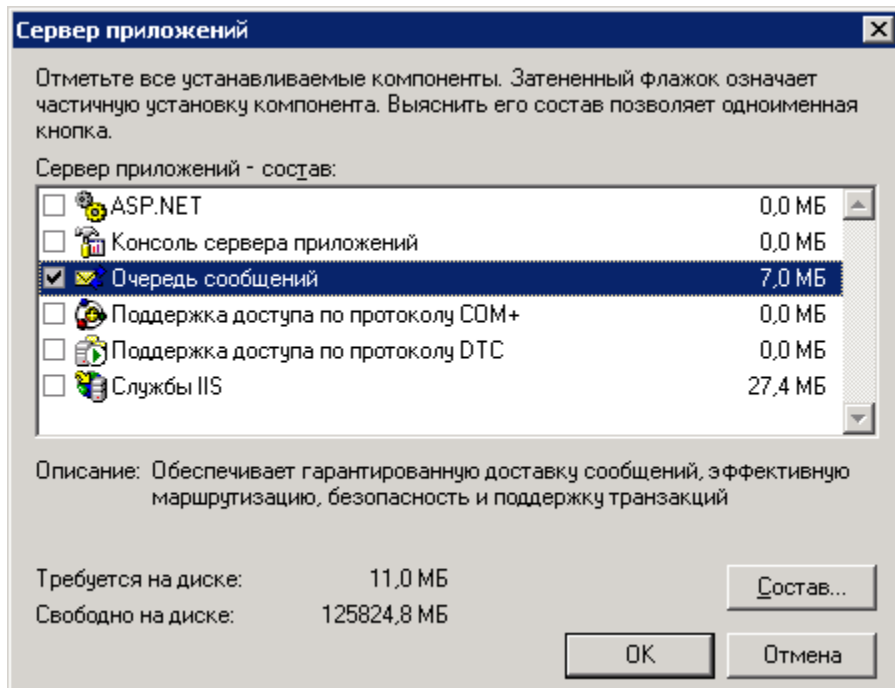 Сервер приложений
Отметьте все устанавливаемые компоненты. Затененный флажок означает
частичную установку компонента. Выяснить его состав позволяет одноименная
кнопка.
Сервер приложений - состав:
ASP.NET 0,0 МБ
Консоль сервера приложений 0,0 МБ
Очередь сообщений 7,0 МБ
Поддержка доступа по протоколу COM+ 0,0 МБ
Поддержка доступа по протоколу DTC 0,0 МБ
Службы IIS 27,4 МБ
Описание: Обеспечивает гарантированную доставку сообщений, эффективную
маршрутизацию, безопасность и поддержку транзакций
Требуется на диске: 11,0 МБ
Свободно на диске: 125824,8 МБ
Состав...
OK Отмена